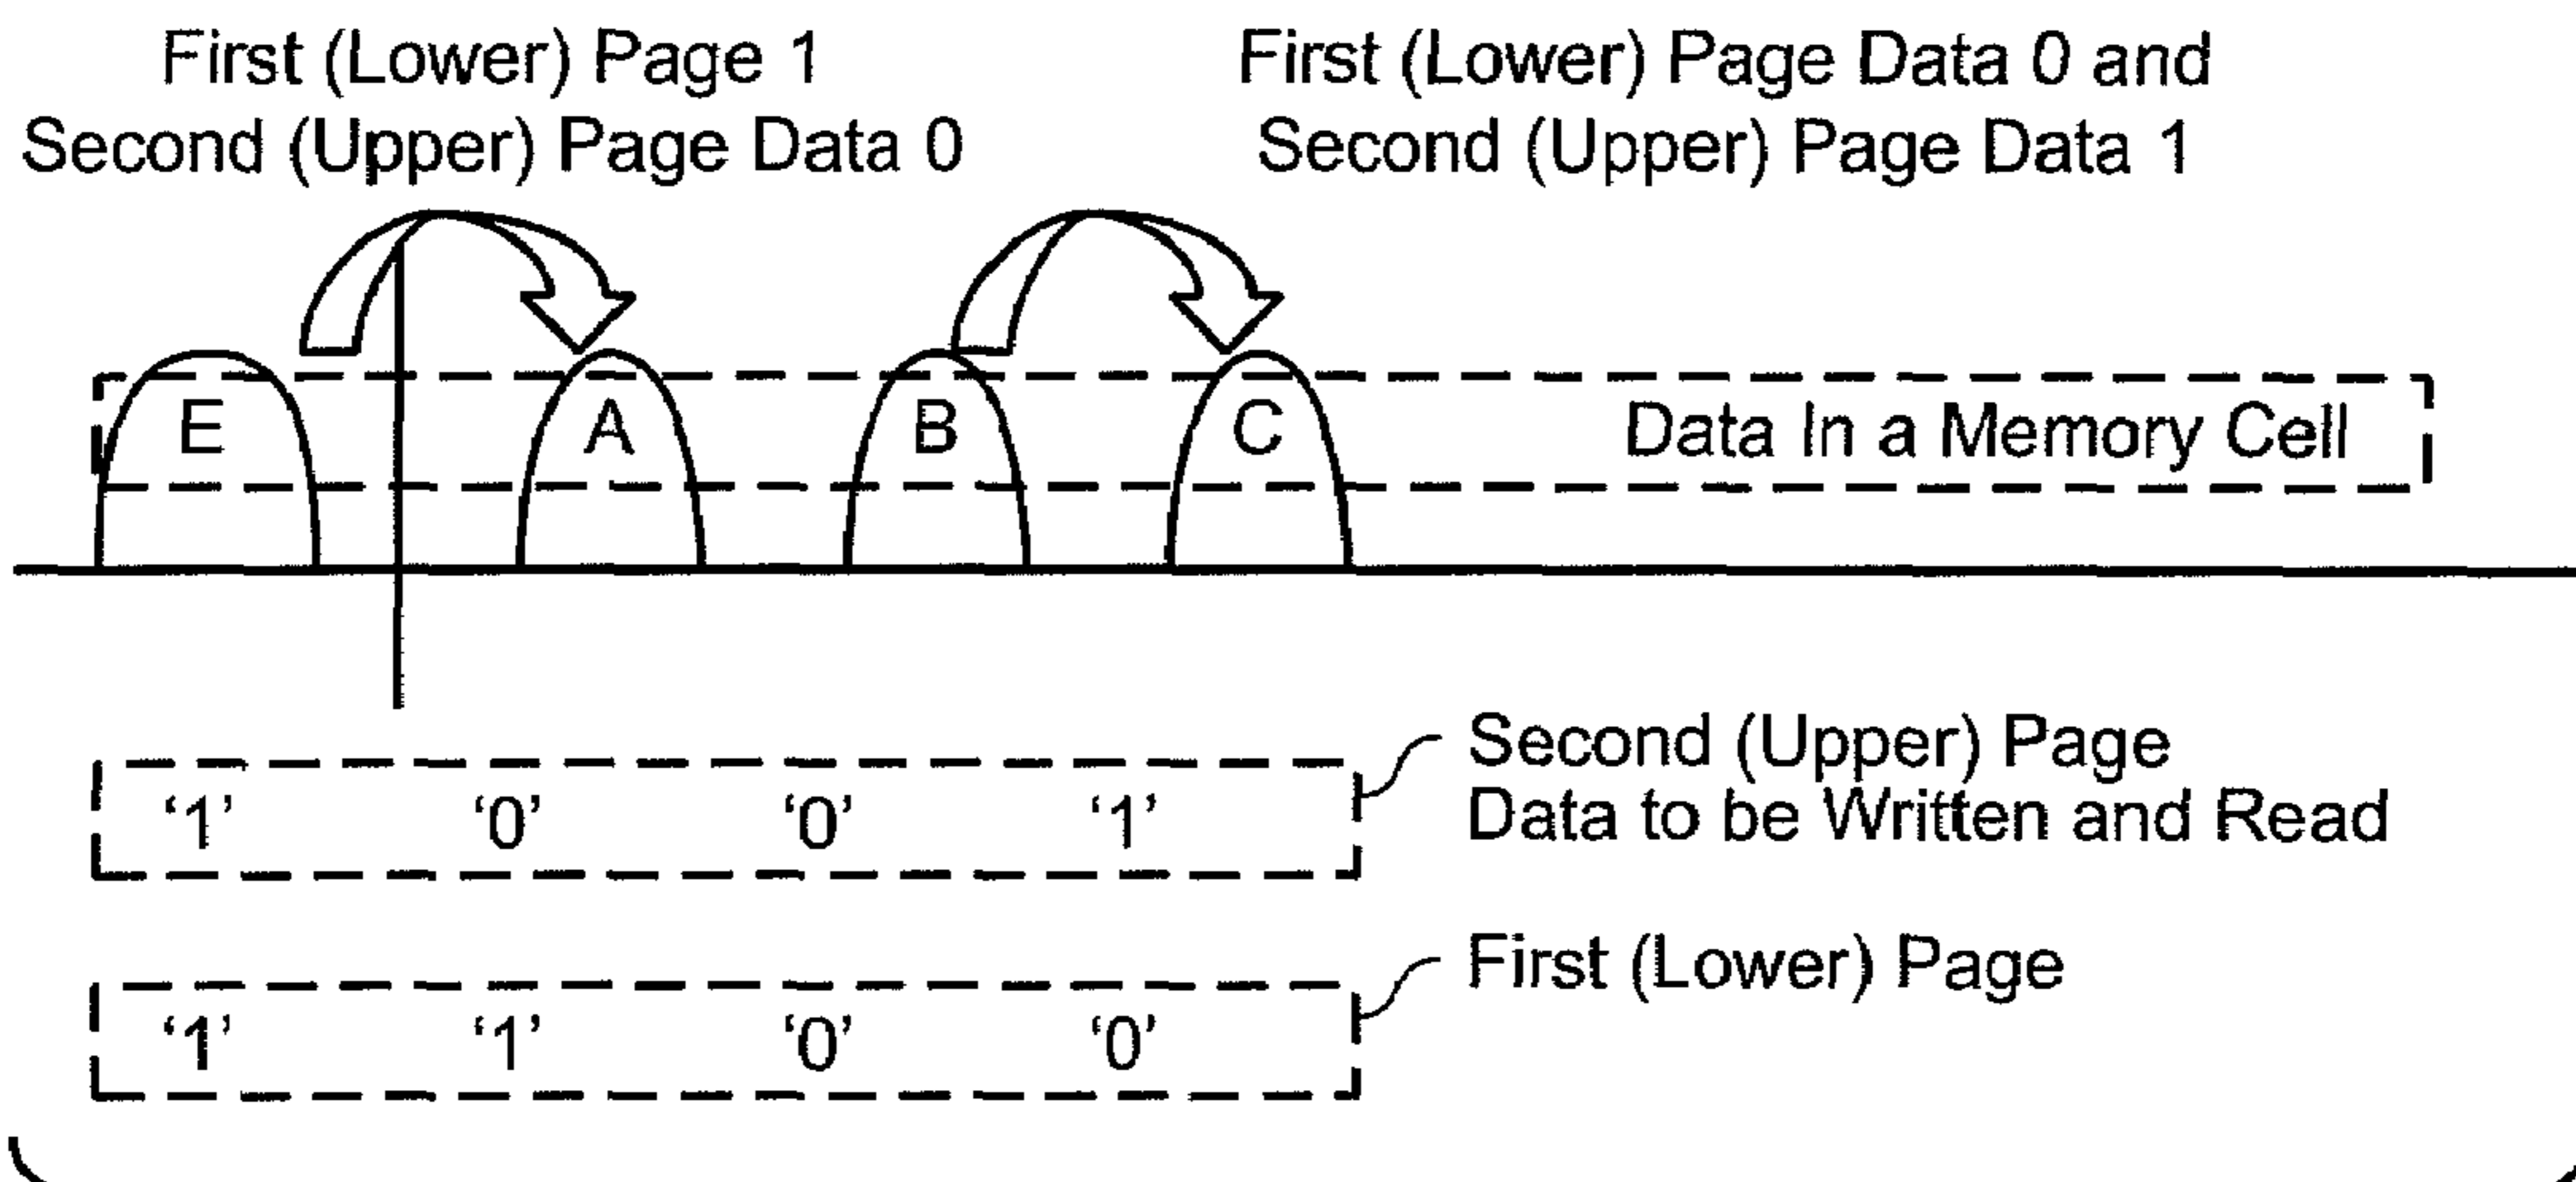 First (Lower) Page 1
Second (Upper) Page Data 0
First (Lower) Page Data 0 and
Second (Upper) Page Data 1
E A B C Data In a Memory Cell
Second (Upper) Page
Data to be Written and Read
‘1’ ‘0’ ‘0’ ‘1’
First (Lower) Page
‘1’ ‘1’ ‘0’ ‘0’